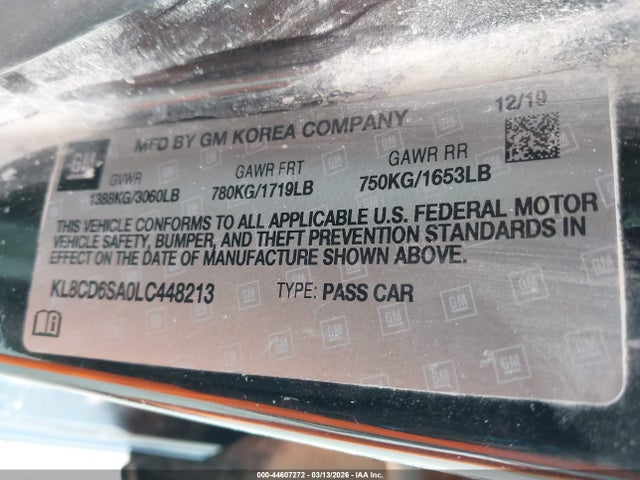 12/19
MFD BY GM KOREA COMPANY
GM
GVWR GAWR FRT GAWR RR
1388KG/3060LB 780KG/1719LB 750KG/1653LB
THIS VEHICLE CONFORMS TO ALL APPLICABLE U.S. FEDERAL MOTOR
VEHICLE SAFETY, BUMPER, AND THEFT PREVENTION STANDARDS IN
EFFECT ON THE DATE OF MANUFACTURE SHOWN ABOVE.
KL8CD6SA0LC448213 TYPE: PASS CAR
000-44607272 - 03/13/2026 - IAA Inc.